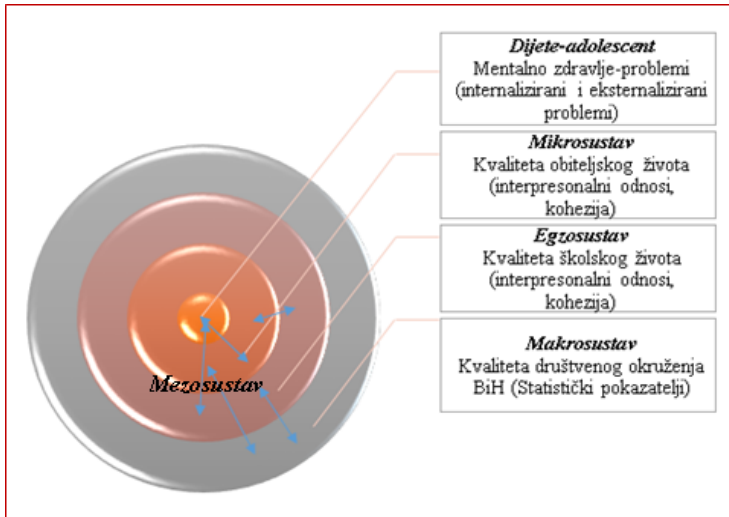 Dijete-adolescent
Mentalno zdravlje-problemi
(internalizirani i eksternalizirani
problemi)
Mikrosustav
Kvaliteta obiteljskog života
(interpresonalni odnosi,
kohezija)
Egzosustav
Kvaliteta školskog života
(interpresonalni odnosi,
kohezija)
Mezosustav
Makrosustav
Kvaliteta društvenog okruženja
BiH (Statistički pokazatelji)